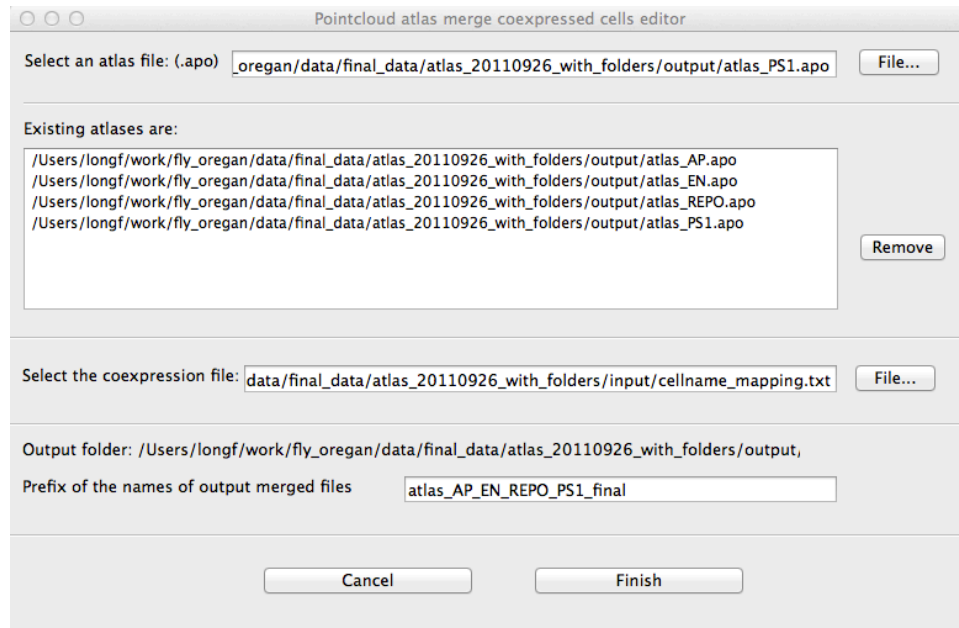 Pointcloud atlas merge coexpressed cells editor
Select an atlas file: (.apo) _oregan/data/final_data/atlas_20110926_with_folders/output/atlas_PS1.apo File...
Existing atlases are:
/Users/longf/work/fly_oregan/data/final_data/atlas_20110926_with_folders/output/atlas_AP.apo
/Users/longf/work/fly_oregan/data/final_data/atlas_20110926_with_folders/output/atlas_EN.apo
/Users/longf/work/fly_oregan/data/final_data/atlas_20110926_with_folders/output/atlas_REPO.apo
/Users/longf/work/fly_oregan/data/final_data/atlas_20110926_with_folders/output/atlas_PS1.apo
Remove
Select the coexpression file: data/final_data/atlas_20110926_with_folders/input/cellname_mapping.txt File...
Output folder: /Users/longf/work/fly_oregan/data/final_data/atlas_20110926_with_folders/output,
Prefix of the names of output merged files atlas_AP_EN_REPO_PS1_final
Cancel Finish